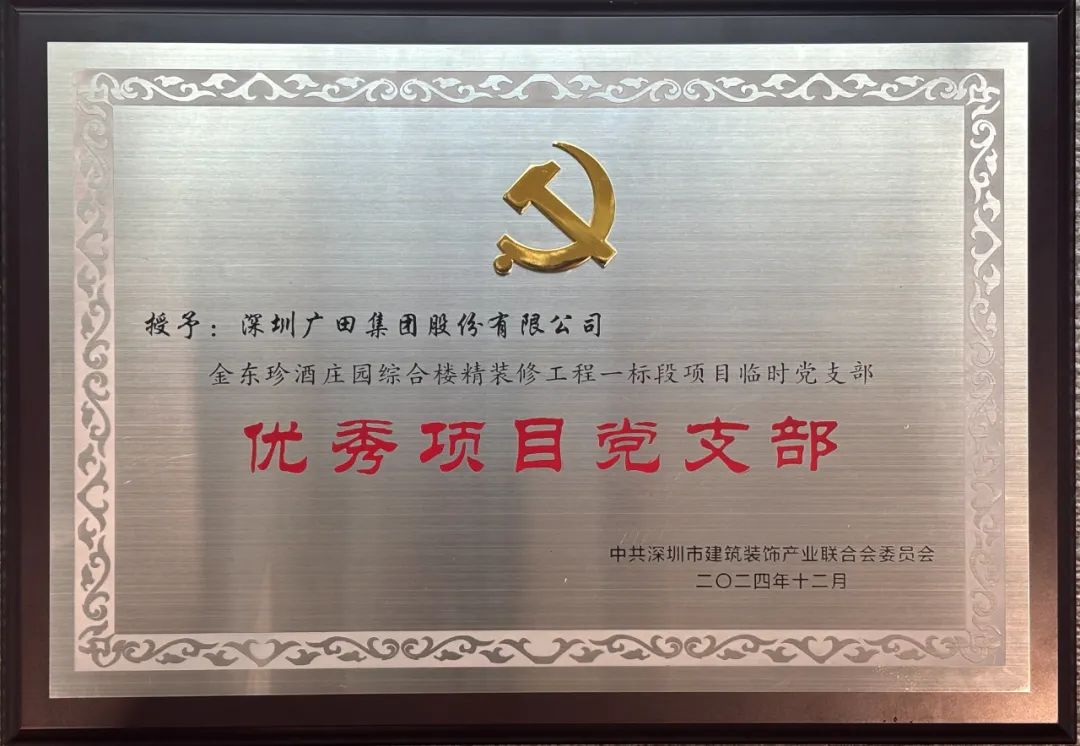 授予：深圳广田集团股份有限公司
金东珍酒庄园综合楼精装修工程一标段项目临时党支部
优秀项目党支部
中共深圳市建筑装饰产业联合会委员会
二〇二四年十二月